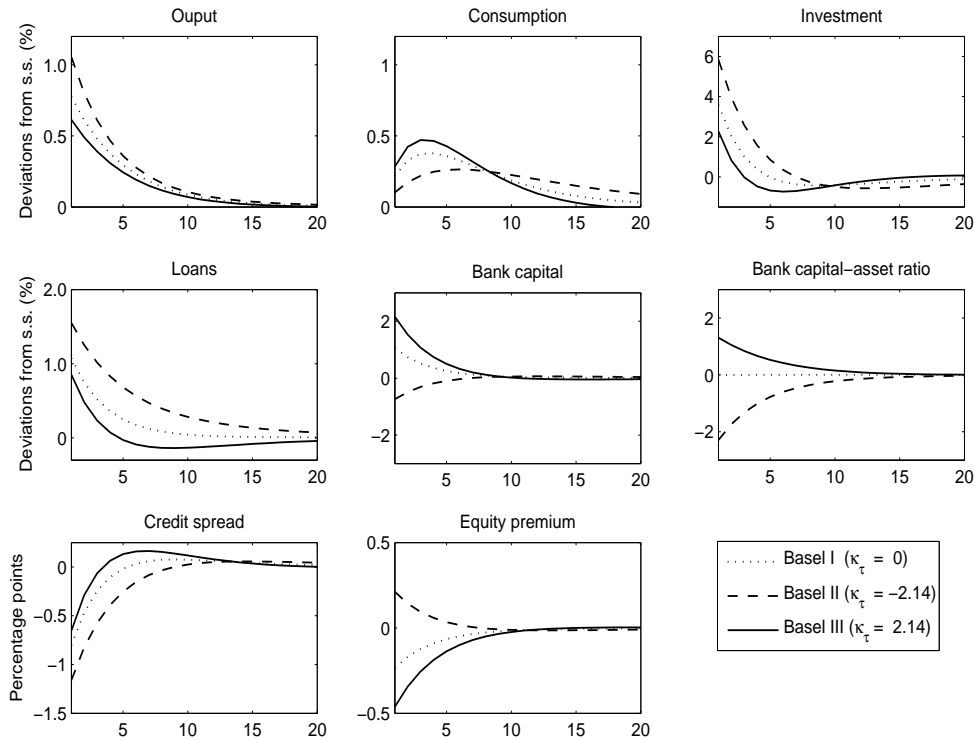 Ouput
Consumption
Investment
Deviations from s.s. (%)
1.0
0.5
0
5 10 15 20
1
0.5
0
5 10 15 20
6
4
2
0
5 10 15 20
Loans
Bank capital
Bank capital−asset ratio
Deviations from s.s. (%)
2.0
1.0
0
5 10 15 20
2
0
−2
5 10 15 20
2
0
−2
5 10 15 20
Credit spread
Equity premium
Percentage points
0
−0.5
−1
−1.5
5 10 15 20
0.5
0
−0.5
5 10 15 20
Basel I (κτ = 0)
Basel II (κτ = −2.14)
Basel III (κτ = 2.14)